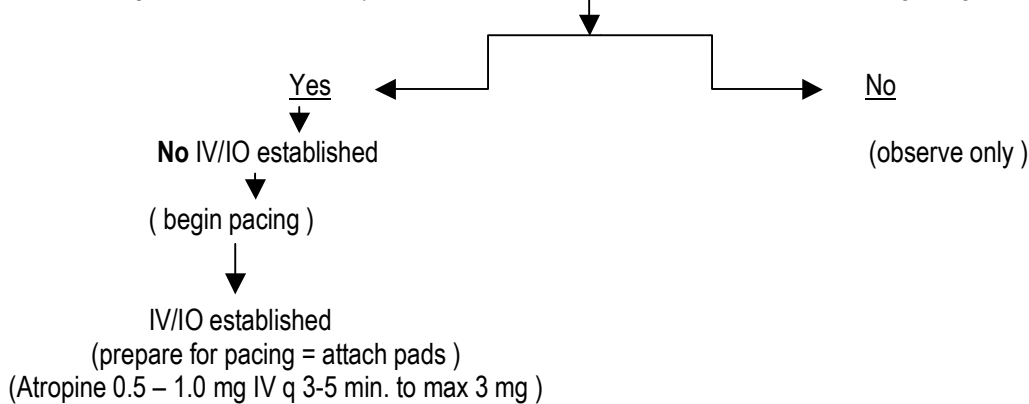 Yes
No
No IV/IO established
(observe only )
( begin pacing )
IV/IO established
(prepare for pacing = attach pads )
(Atropine 0.5 – 1.0 mg IV q 3-5 min. to max 3 mg )